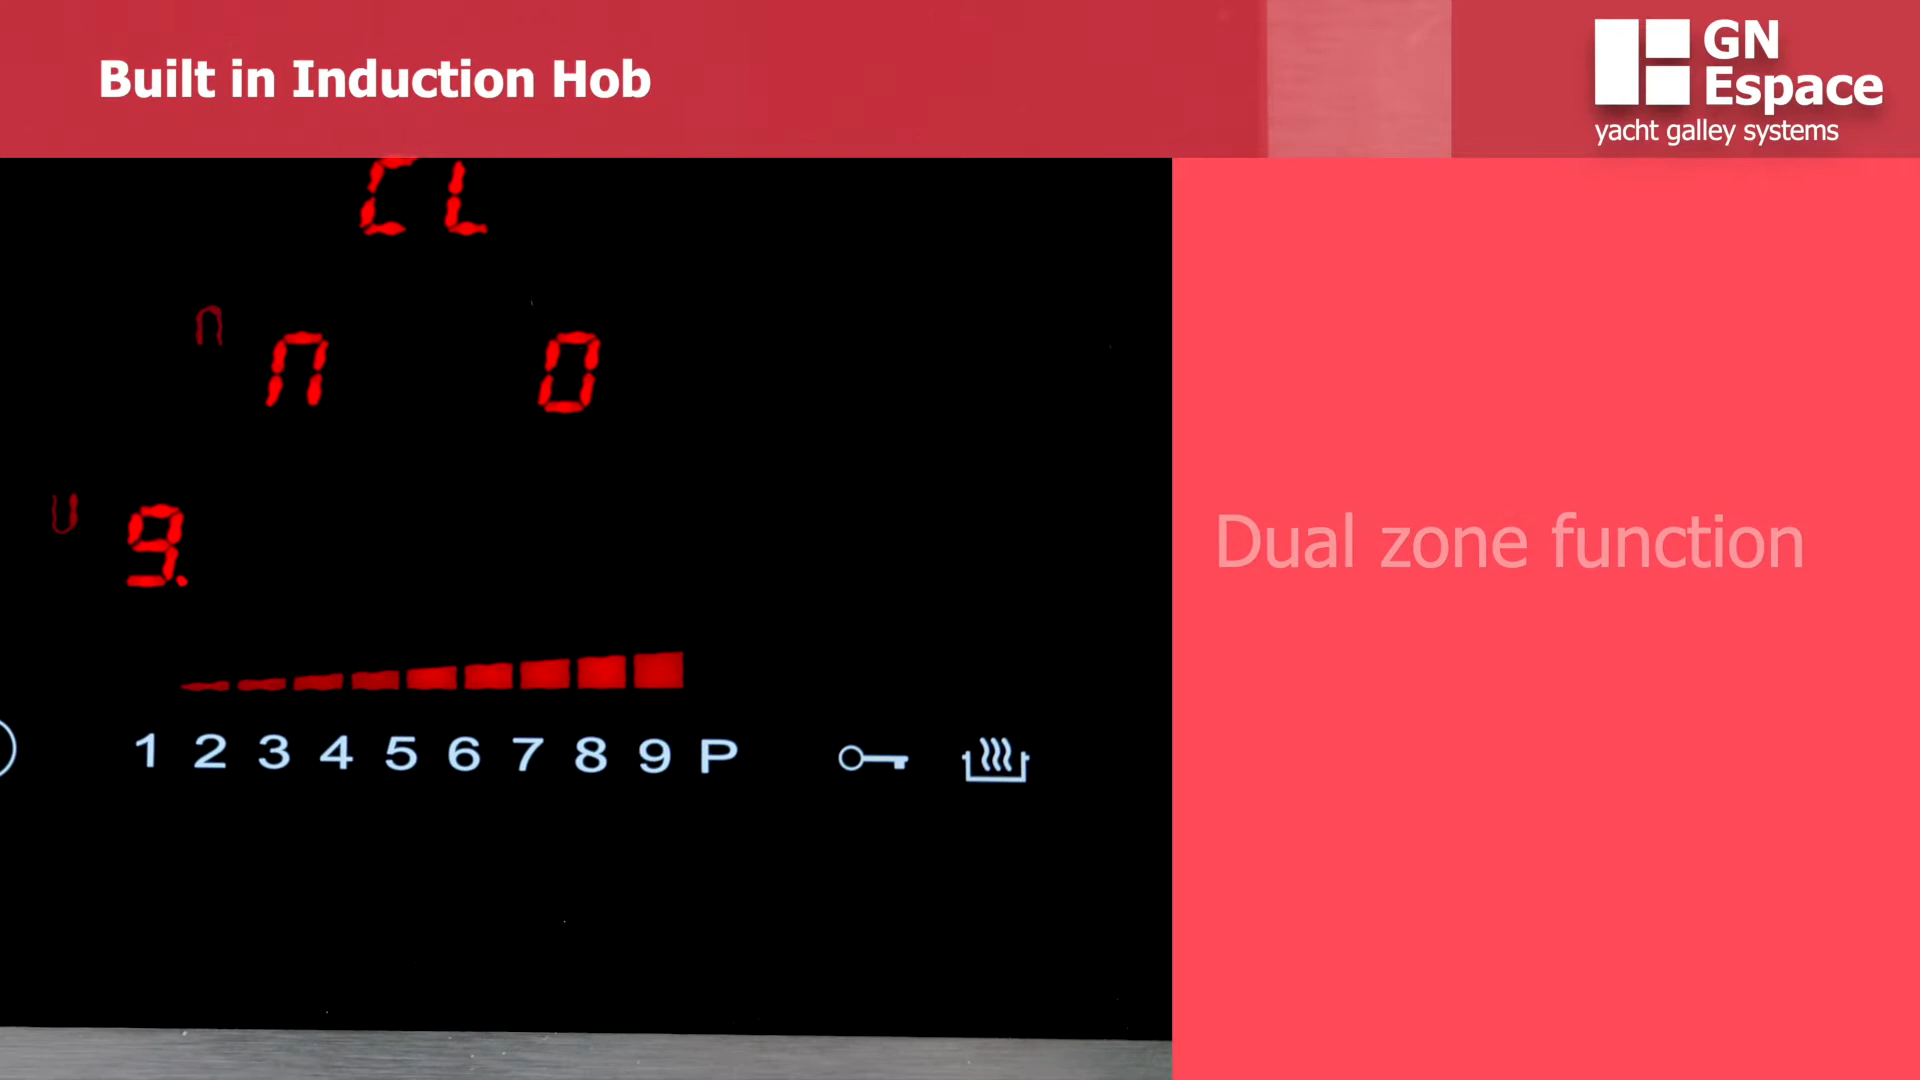 Built in Induction Hob
GN
Espace
yacht galley systems
CL
0
9.
1 2 3 4 5 6 7 8 9 P
Dual zone function